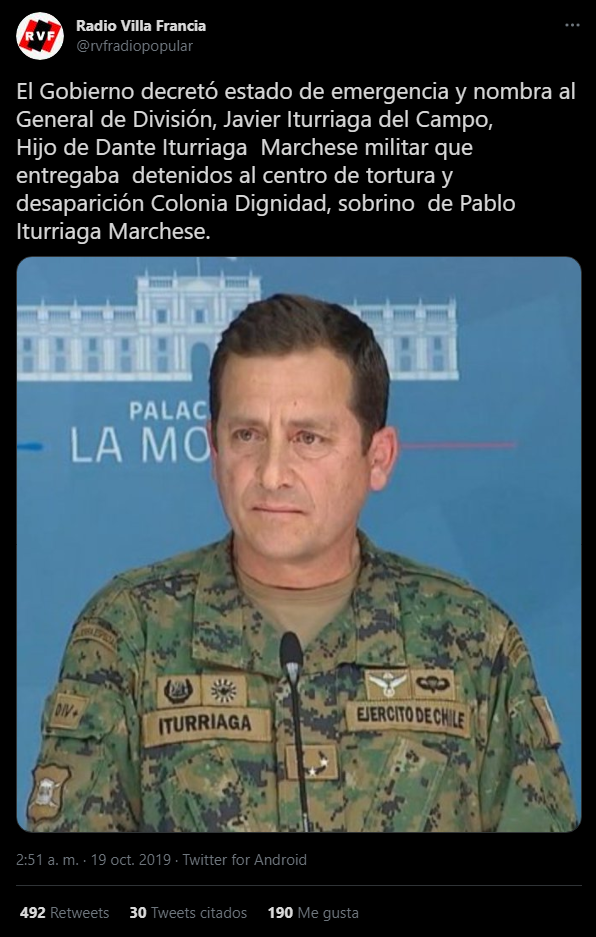 RVF
Radio Villa Francia
@rvfradiopopular
El Gobierno decretó estado de emergencia y nombra al
General de División, Javier Iturriaga del Campo,
Hijo de Dante Iturriaga  Marchese militar que
entregaba  detenidos al centro de tortura y
desaparición Colonia Dignidad, sobrino  de Pablo
Iturriaga Marchese.
PALAC
LA MO
DIV+
ITURRIAGA
EJERCITO DE CHILE
2:51 a. m. · 19 oct. 2019 · Twitter for Android
492 Retweets 30 Tweets citados 190 Me gusta